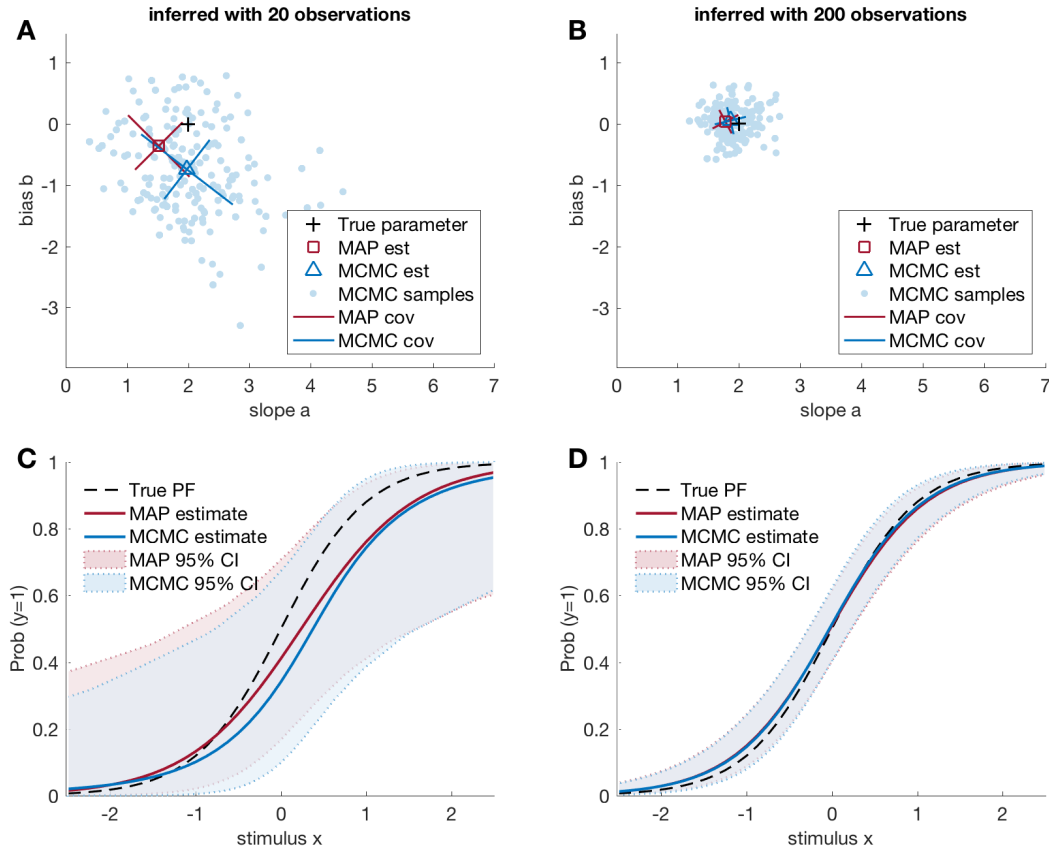 A
inferred with 20 observations
1
0
-1
-2
-3
bias b
True parameter
MAP est
MCMC est
MCMC samples
MAP cov
MCMC cov
0 1 2 3 4 5 6 7
slope a
B
inferred with 200 observations
1
0
-1
-2
-3
bias b
True parameter
MAP est
MCMC est
MCMC samples
MAP cov
MCMC cov
0 1 2 3 4 5 6 7
slope a
C
1
0.8
0.6
0.4
0.2
0
Prob (y=1)
True PF
MAP estimate
MCMC estimate
MAP 95% CI
MCMC 95% CI
-2 -1 0 1 2
stimulus x
D
1
0.8
0.6
0.4
0.2
0
Prob (y=1)
True PF
MAP estimate
MCMC estimate
MAP 95% CI
MCMC 95% CI
-2 -1 0 1 2
stimulus x